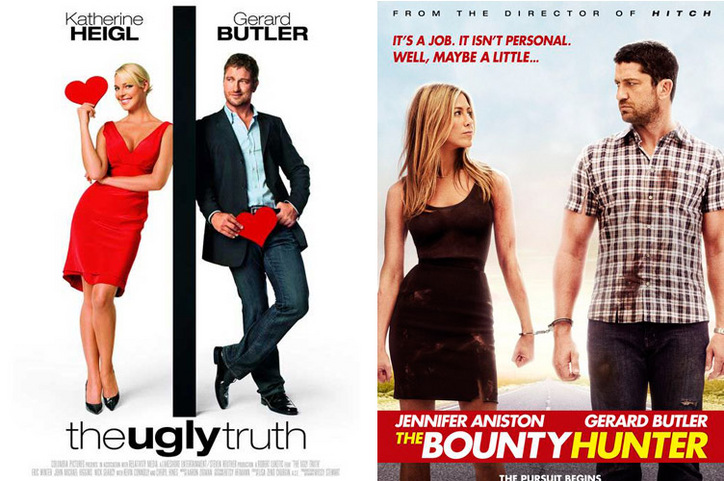 Katherine
HEIGL
Gerard
BUTLER
theuglytruth
FROM THE DIRECTOR OF HITCH
IT'S A JOB. IT ISN'T PERSONAL.
WELL, MAYBE A LITTLE...
JENNIFER ANISTON GERARD BUTLER
THE BOUNTY HUNTER
THE PURSUIT BEGINS